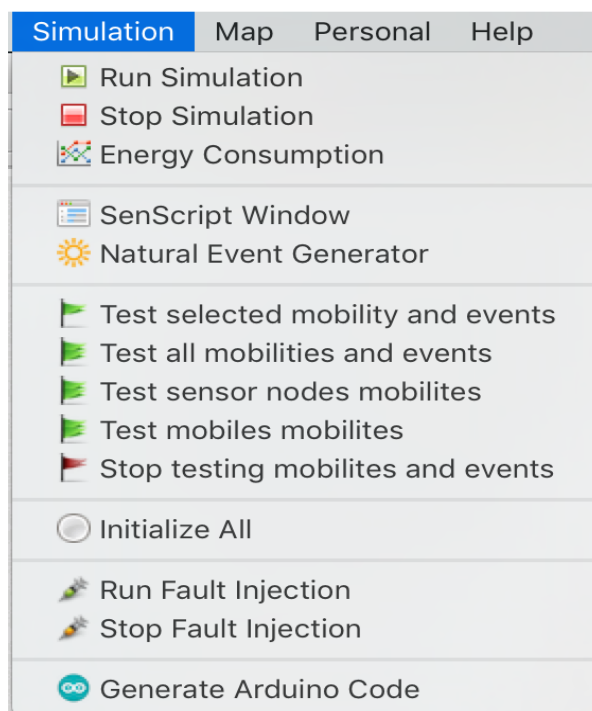 Simulation Map Personal Help
Run Simulation
Stop Simulation
Energy Consumption
SenScript Window
Natural Event Generator
Test selected mobility and events
Test all mobilities and events
Test sensor nodes mobilites
Test mobiles mobilites
Stop testing mobilites and events
Initialize All
Run Fault Injection
Stop Fault Injection
Generate Arduino Code